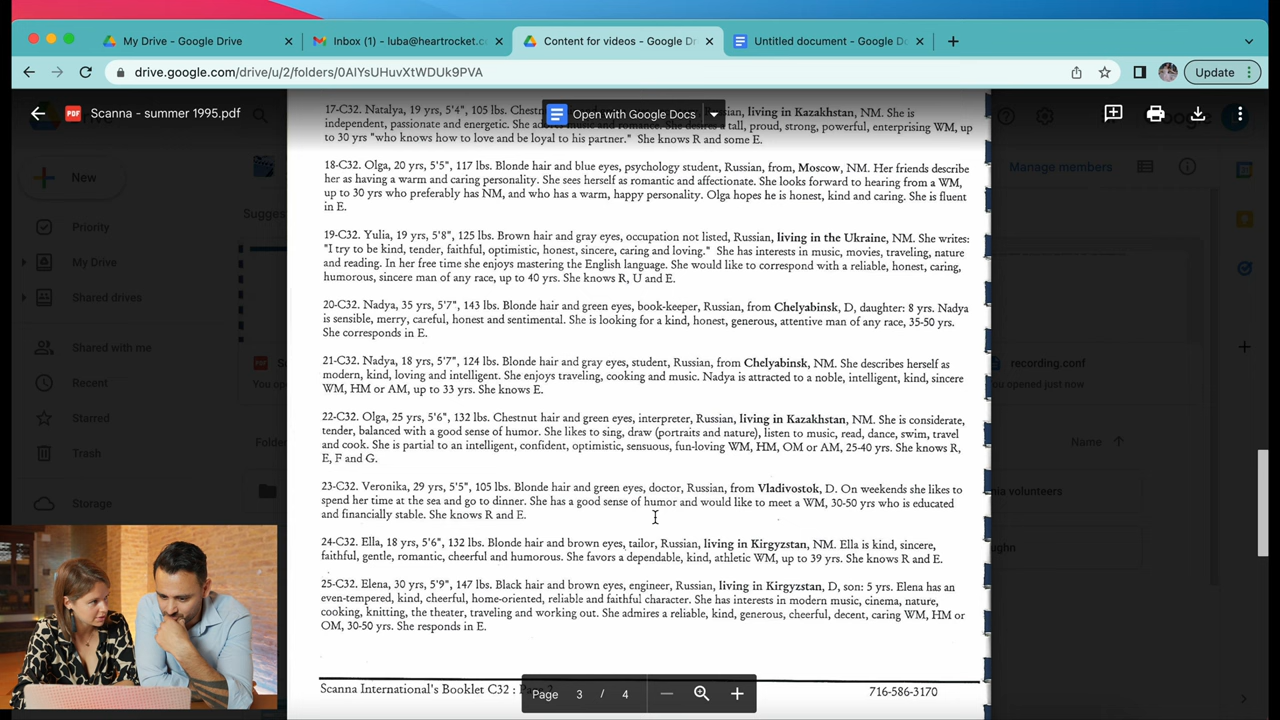 My Drive - Google Drive
Inbox (1) - luba@heartrocket.c
Content for videos - Google Dr
Untitled document - Google Do
drive.google.com/drive/u/2/folders/0AIYsUHuvXtWDUk9PVA
Update
Scanna - summer 1995.pdf
Open with Google Docs
New
Priority
My Drive
Shared drives
Shared with me
Recent
Starred
Trash
Storage
Manage members
recording.conf
you opened just now
Name
volunteers
17-C32. Natalya, 19 yrs, 5'4", 105 lbs.
living in Kazakhstan, NM. She is
independent, passionate and energetic. She
tall, proud, strong, powerful, enterprising WM, up
to 30 yrs "who knows how to love and be loyal to his partner." She knows R and some E.
18-C32. Olga, 20 yrs, 5'5", 117 lbs. Blonde hair and blue eyes, psychology student, Russian, from, Moscow, NM. Her friends describe
her as having a warm and caring personality. She sees herself as romantic and affectionate. She looks forward to hearing from a WM,
up to 30 yrs who preferably has NM, and who has a warm, happy personality. Olga hopes he is honest, kind and caring. She is fluent
in E.
19-C32. Yulia, 19 yrs, 5'8", 125 lbs. Brown hair and gray eyes, occupation not listed, Russian, living in the Ukraine, NM. She writes:
"I try to be kind, tender, faithful, optimistic, honest, sincere, caring and loving." She has interests in music, movies, traveling, nature
and reading. In her free time she enjoys mastering the English language. She would like to correspond with a reliable, honest, caring,
humorous, sincere man of any race, up to 40 yrs. She knows R, U and E.
20-C32. Nadya, 35 yrs, 5'7", 143 lbs. Blonde hair and green eyes, book-keeper, Russian, from Chelyabinsk, D, daughter: 8 yrs. Nadya
is sensible, merry, careful, honest and sentimental. She is looking for a kind, honest, generous, attentive man of any race, 35-50 yrs.
She corresponds in E.
21-C32. Nadya, 18 yrs, 5'7", 124 lbs. Blonde hair and gray eyes, student, Russian, from Chelyabinsk, NM. She describes herself as
modern, kind, loving and intelligent. She enjoys traveling, cooking and music. Nadya is attracted to a noble, intelligent, kind, sincere
WM, HM or AM, up to 33 yrs. She knows E.
22-C32. Olga, 25 yrs, 5'6", 132 lbs. Chestnut hair and green eyes, interpreter, Russian, living in Kazakhstan, NM. She is considerate,
tender, balanced with a good sense of humor. She likes to sing, draw (portraits and nature), listen to music, read, dance, swim, travel
and cook. She is partial to an intelligent, confident, optimistic, sensuous, fun-loving WM, HM, OM or AM, 25-40 yrs. She knows R,
E, F and G.
23-C32. Veronika, 29 yrs, 5'5", 105 lbs. Blonde hair and green eyes, doctor, Russian, from Vladivostok, D. On weekends she likes to
spend her time at the sea and go to dinner. She has a good sense of humor and would like to meet a WM, 30-50 yrs who is educated
and financially stable. She knows R and E.
24-C32. Ella, 18 yrs, 5'6", 132 lbs. Blonde hair and brown eyes, tailor, Russian, living in Kirgyzstan, NM. Ella is kind, sincere,
faithful, gentle, romantic, cheerful and humorous. She favors a dependable, kind, athletic WM, up to 39 yrs. She knows R and E.
25-C32. Elena, 30 yrs, 5'9", 147 lbs. Black hair and brown eyes, engineer, Russian, living in Kirgyzstan, D, son: 5 yrs. Elena has an
even-tempered, kind, cheerful, home-oriented, reliable and faithful character. She has interests in modern music, cinema, nature,
cooking, knitting, the theater, traveling and working out. She admires a reliable, kind, generous, cheerful, decent, caring WM, HM or
OM, 30-50 yrs. She responds in E.
Scanna International's Booklet C32 :
716-586-3170
Page 3 / 4